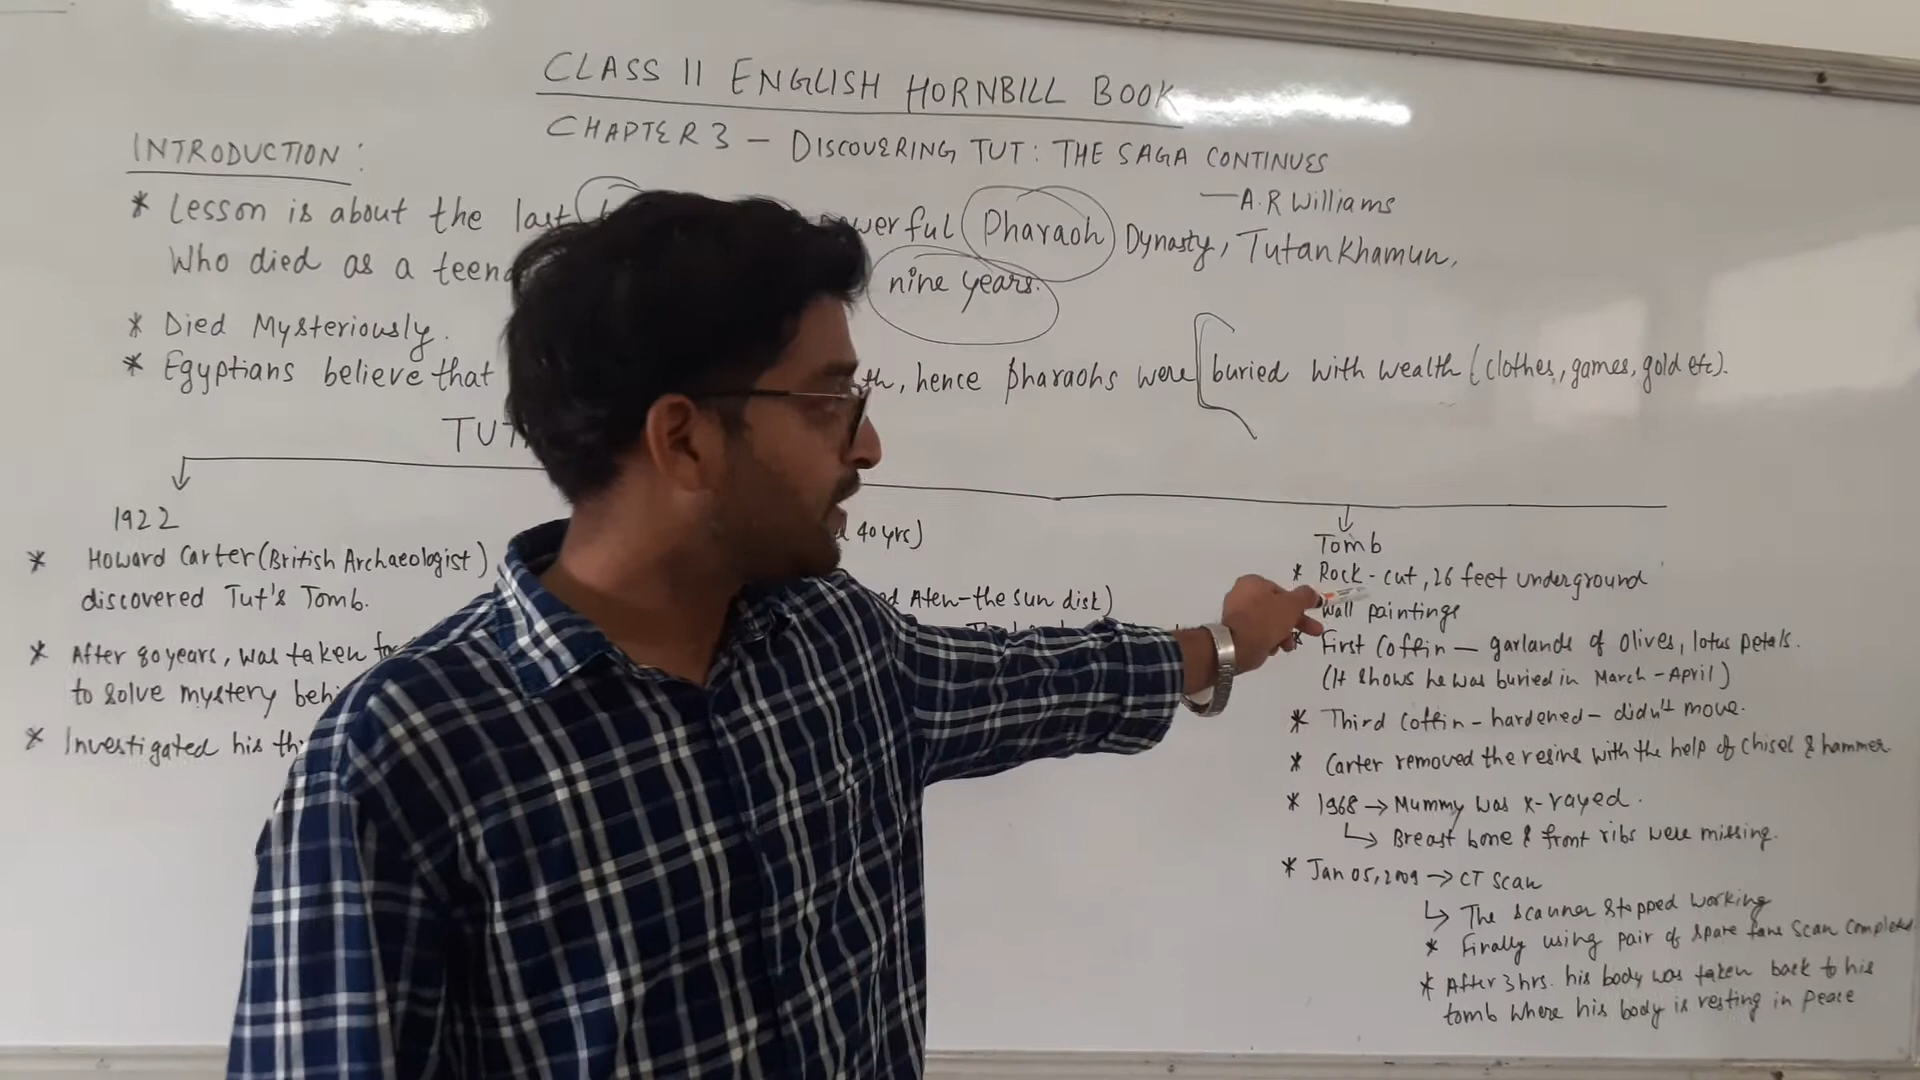 CLASS 11 ENGLISH HORNBILL BOOK
CHAPTER 3 - DISCOVERING TUT: THE SAGA CONTINUES
- A.R Williams
INTRODUCTION:
* Lesson is about the last powerful Pharaoh Dynasty, Tutankhamun,
Who died as a teen nine years.
* Died Mysteriously.
* Egyptians believe that hence pharaohs were buried with wealth (clothes, games, gold etc).
TUT
1922
* Howard Carter (British Archaeologist)
discovered Tut's Tomb.
* After 80 years, was taken
to solve mystery
* Investigated his
40 yrs)
Aten - the sun disk)
Tomb
* Rock - cut, 26 feet underground
Wall paintings
* First Coffin - garlands of olives, lotus petals.
(It shows he was buried in March - April)
* Third Coffin - hardened - didn't move.
* Carter removed the resins with the help of chisel & hammer
* 1968 → Mummy was x-rayed.
↳ Breast bone & front ribs were missing.
* Jan 05, 2009 → CT Scan
↳ The scanner stopped working
* Finally using pair of spare fans scan completed
* After 3 hrs. his body was taken back to his
tomb where his body is resting in peace